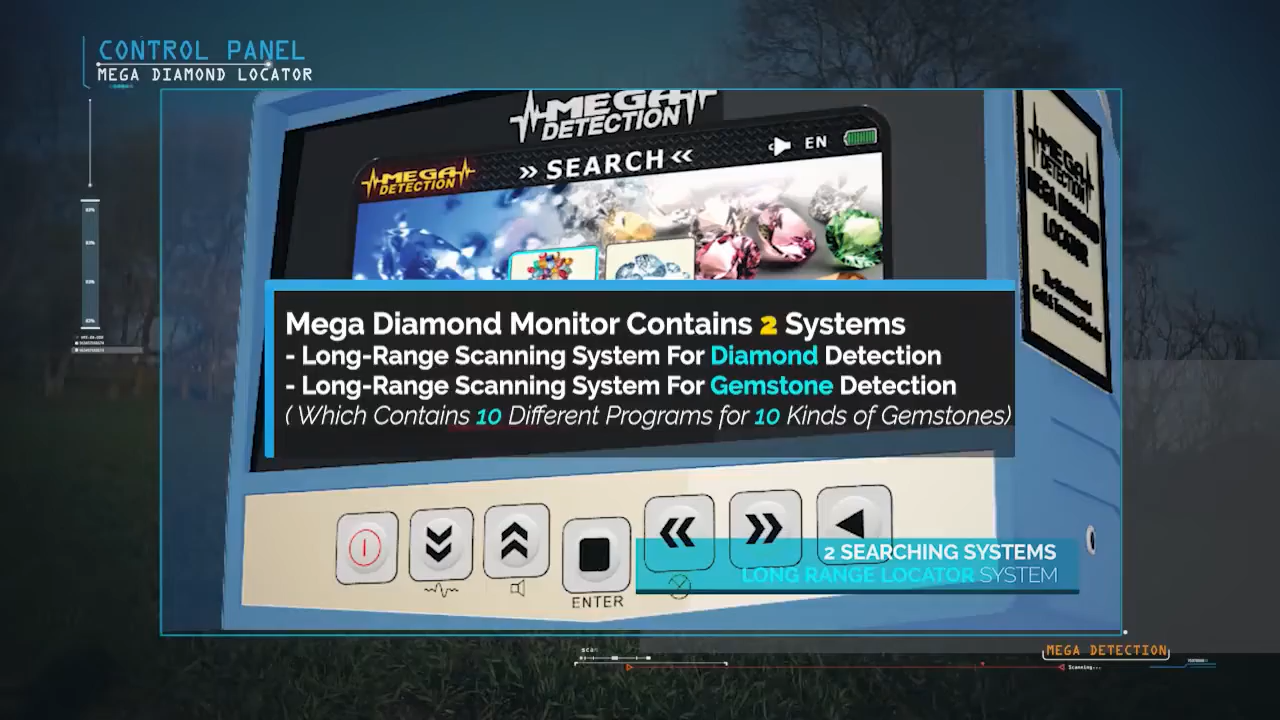 CONTROL PANEL
MEGA DIAMOND LOCATOR
MEGA
DETECTION
MEGA
DETECTION
» SEARCH «
EN
MEGA
DETECTION
LOCATOR
Mega Diamond Monitor Contains 2 Systems
- Long-Range Scanning System For Diamond Detection
- Long-Range Scanning System For Gemstone Detection
( Which Contains 10 Different Programs for 10 Kinds of Gemstones)
2 SEARCHING SYSTEMS
LONG RANGE LOCATOR SYSTEM
ENTER
scan
MEGA DETECTION
Scanning...